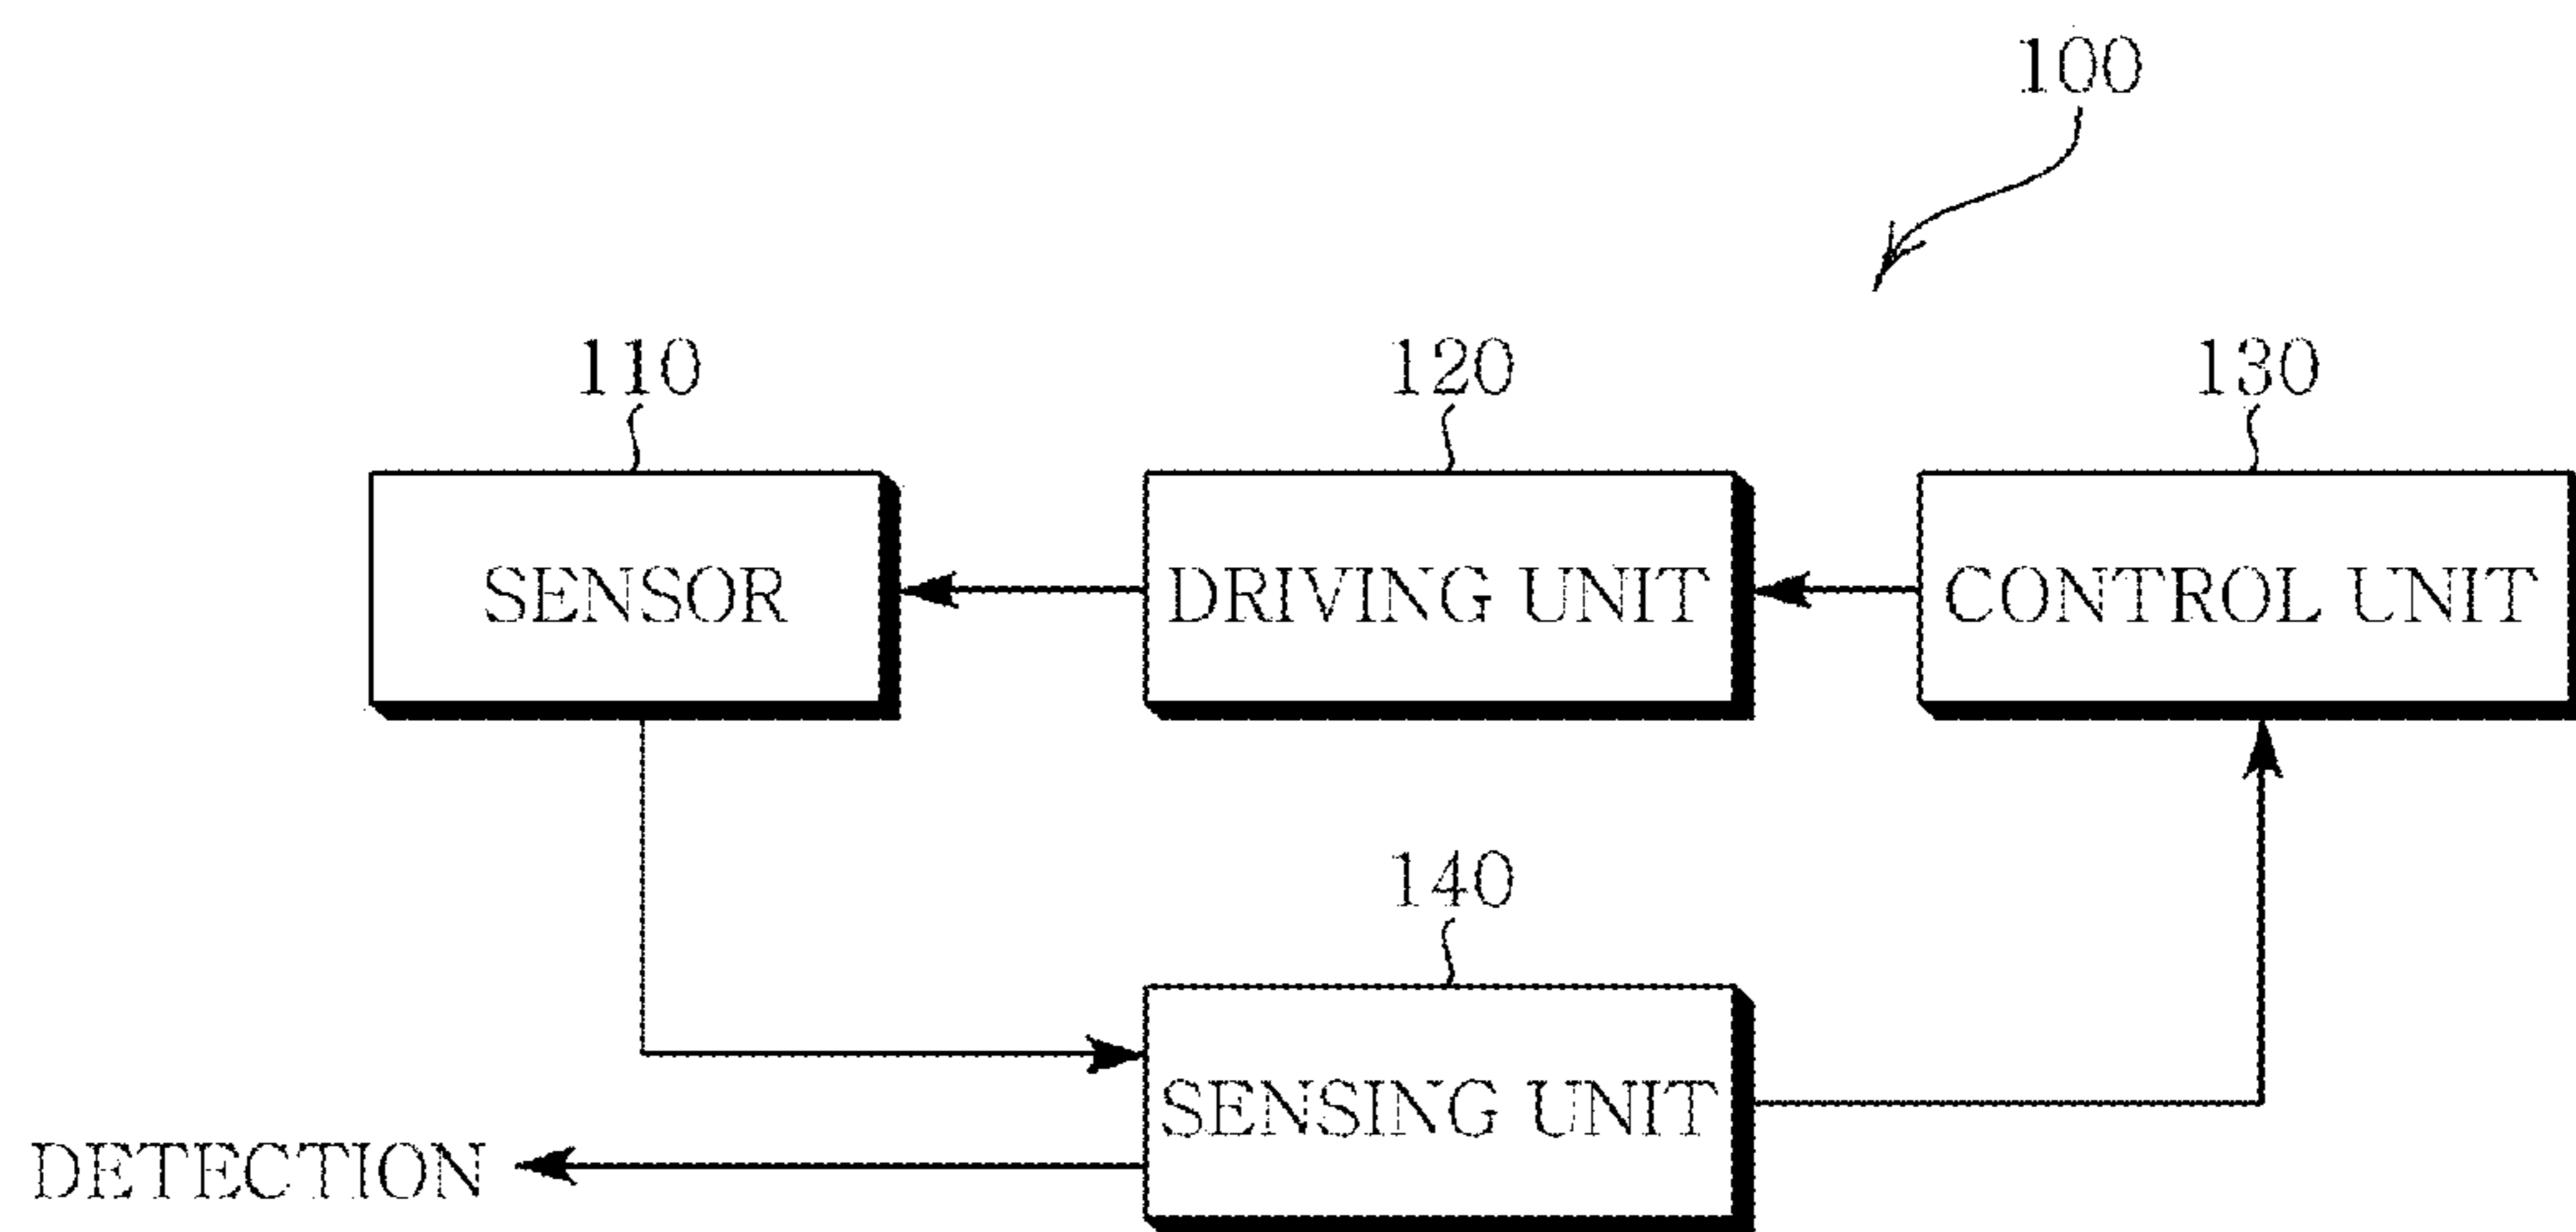 100
110
120
130
SENSOR
DRIVING UNIT
CONTROL UNIT
140
SENSING UNIT
DETECTION